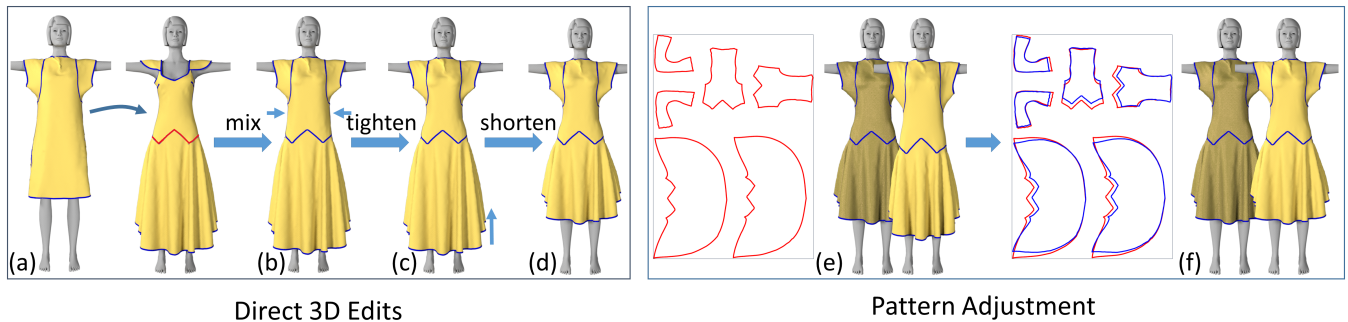 mix
tighten
shorten
(a)
(b)
(c)
(d)
(e)
(f)
Direct 3D Edits
Pattern Adjustment